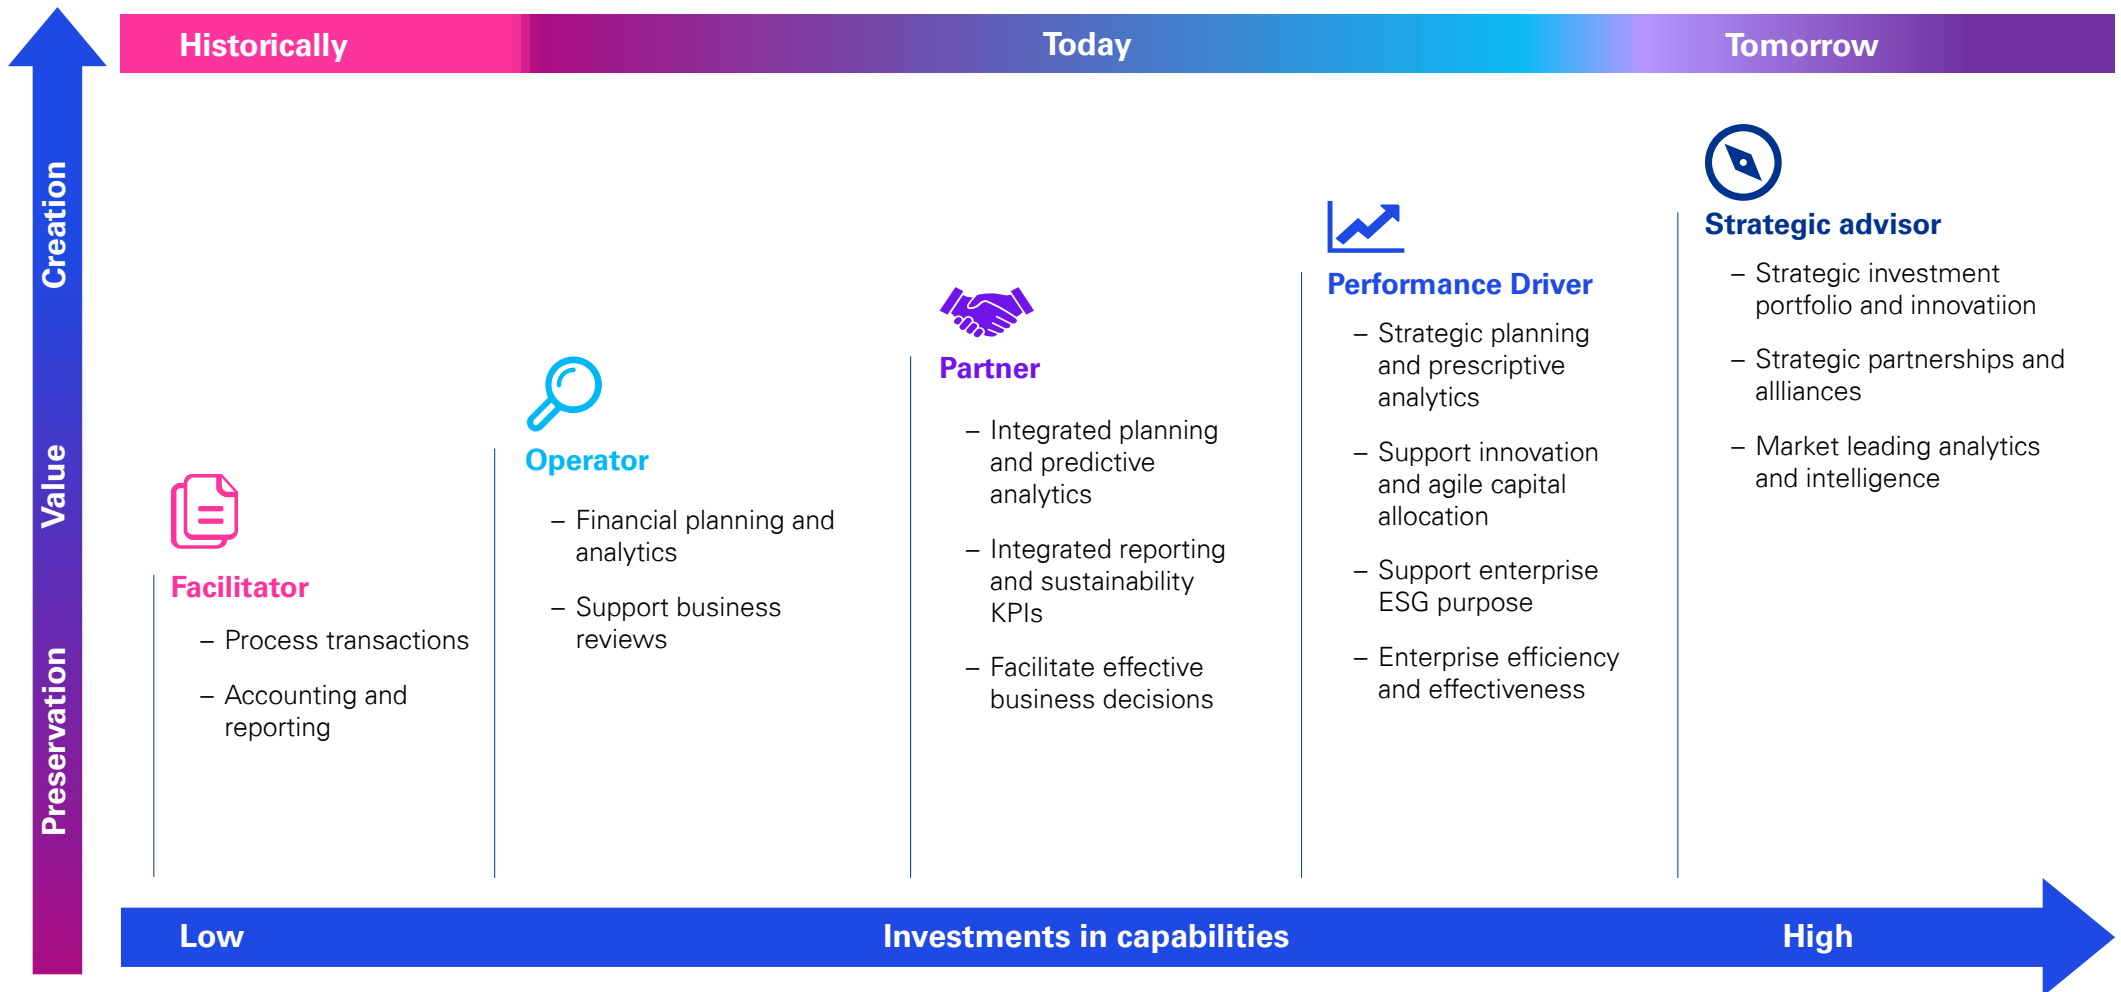 Historically
Today
Tomorrow
Creation
Value
Preservation
Facilitator
– Process transactions
– Accounting and
reporting
Operator
– Financial planning and
analytics
– Support business
reviews
Partner
– Integrated planning
and predictive
analytics
– Integrated reporting
and sustainability
KPIs
– Facilitate effective
business decisions
Performance Driver
– Strategic planning
and prescriptive
analytics
– Support innovation
and agile capital
allocation
– Support enterprise
ESG purpose
– Enterprise efficiency
and effectiveness
Strategic advisor
– Strategic investment
portfolio and innovatiion
– Strategic partnerships and
allliances
– Market leading analytics
and intelligence
Low
Investments in capabilities
High